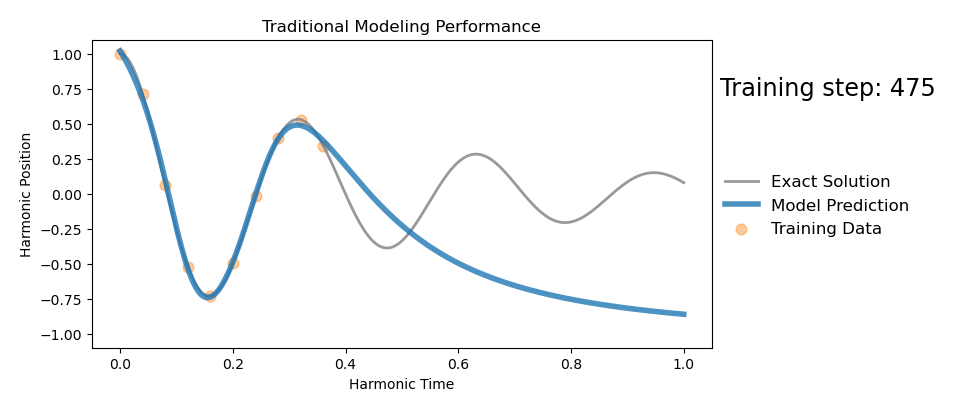 Traditional Modeling Performance
Training step: 475
Harmonic Position
1.00
0.75
0.50
0.25
0.00
−0.25
−0.50
−0.75
−1.00
Exact Solution
Model Prediction
Training Data
0.0 0.2 0.4 0.6 0.8 1.0
Harmonic Time